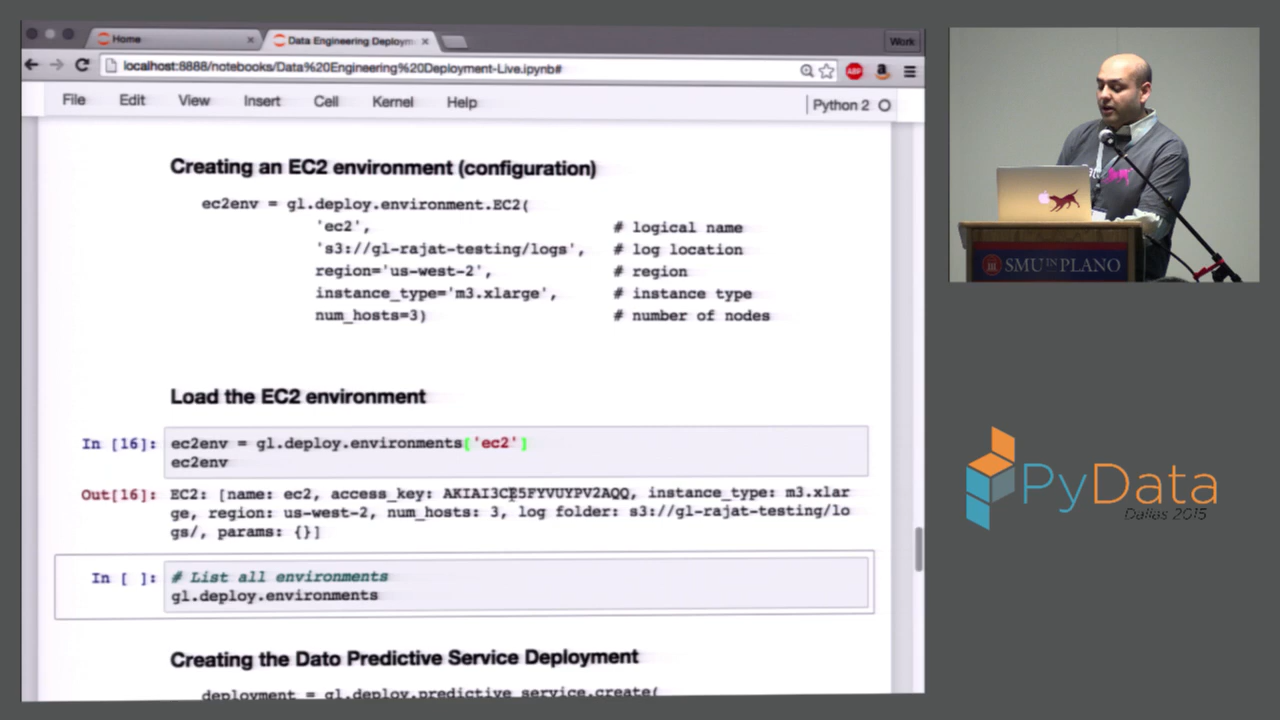 Home
Data Engineering Deploym
Work
localhost:8888/notebooks/Data%20Engineering%20Deployment-Live.ipynb#
ABP
File Edit View Insert Cell Kernel Help
Python 2
Creating an EC2 environment (configuration)
ec2env = gl.deploy.environment.EC2(
'ec2', # logical name
's3://gl-rajat-testing/logs', # log location
region='us-west-2', # region
instance_type='m3.xlarge', # instance type
num_hosts=3) # number of nodes
Load the EC2 environment
In [16]: ec2env = gl.deploy.environments['ec2']
ec2env
Out[16]: EC2: [name: ec2, access_key: instance_type: m3.xlar
ge, region: us-west-2, num_hosts: 3, log folder: s3://gl-rajat-testing/lo
gs/, params: {}]
In [ ]: # List all environments
gl.deploy.environments
Creating the Dato Predictive Service Deployment
deployment = gl.deploy.predictive_service.create(
SMU IN PLANO
PyData
Dallas 2015